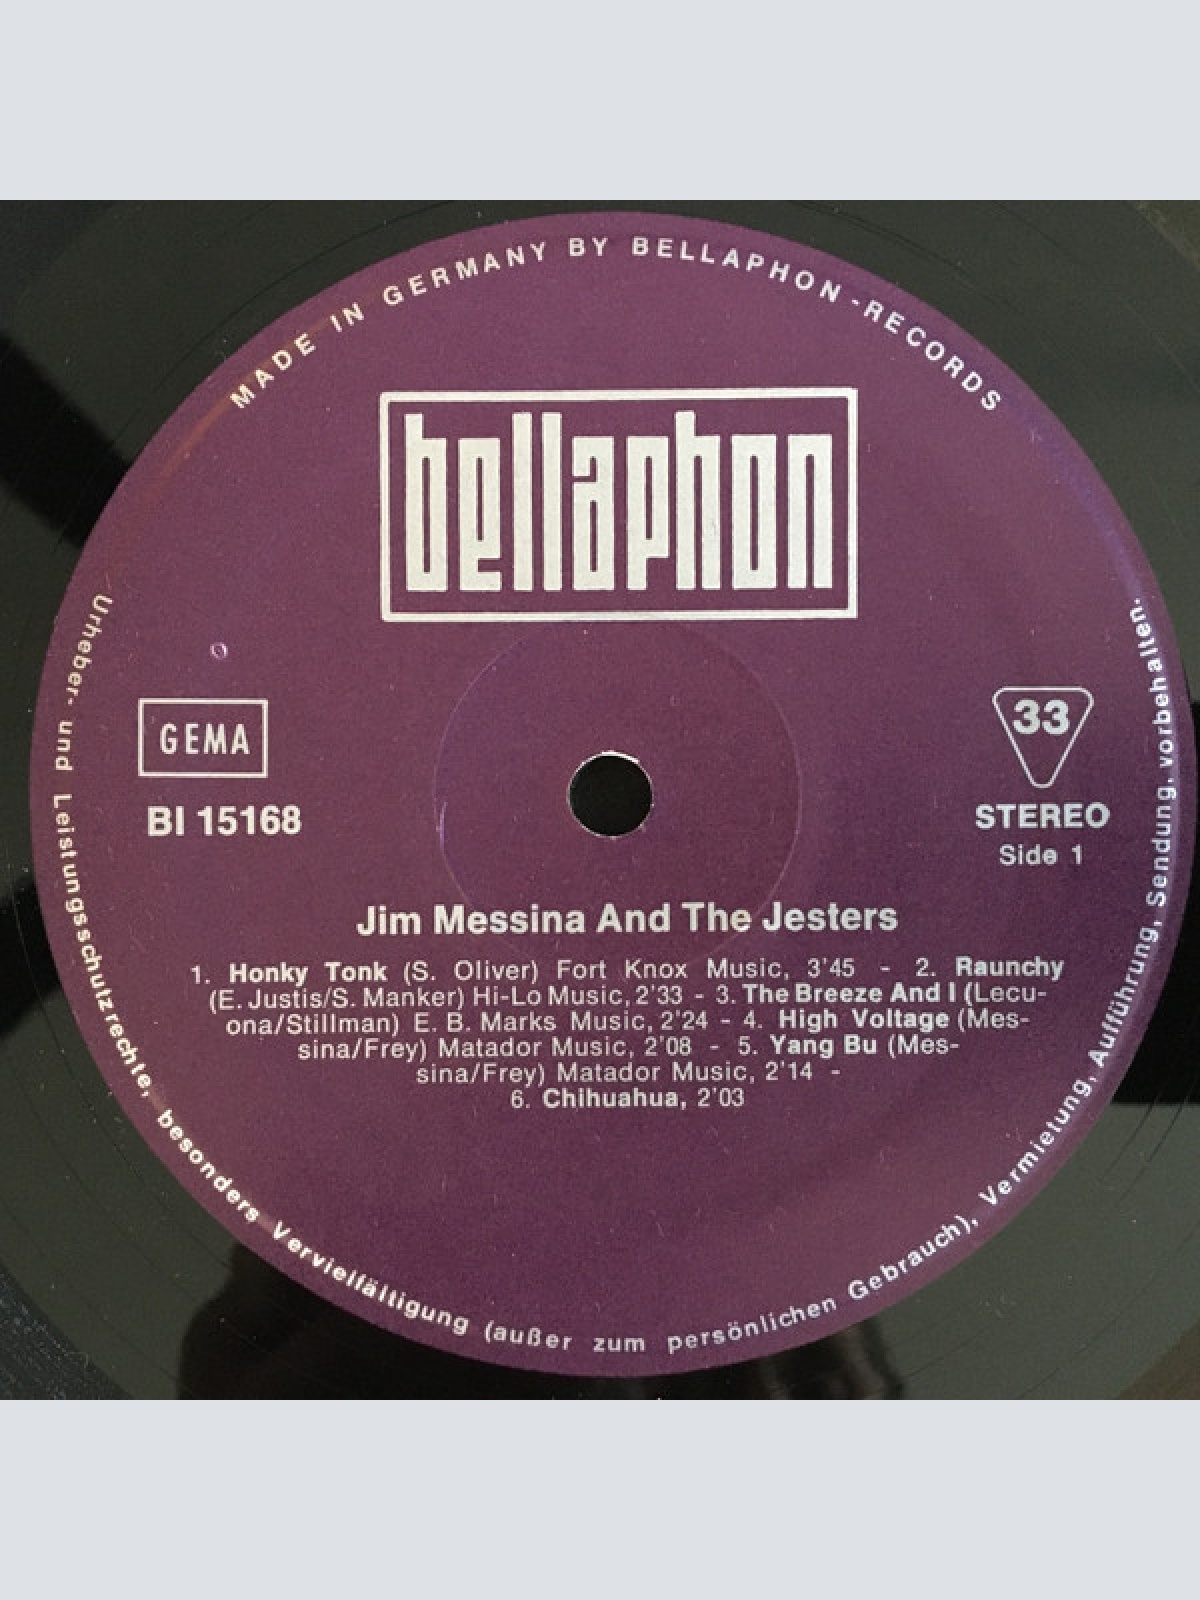 MADE IN GERMANY BY BELLAPHON-RECORDS
bellaphon
GEMA
BI 15168
33
STEREO
Side 1
Jim Messina And The Jesters
1. Honky Tonk (S. Oliver) Fort Knox Music, 3'45 - 2. Raunchy
(E. Justis/S. Manker) Hi-Lo Music, 2'33 - 3. The Breeze And I (Lecu-
ona/Stillman) E. B. Marks Music, 2'24 - 4. High Voltage (Mes-
sina/Frey) Matador Music, 2'08 - 5. Yang Bu (Mes-
sina/Frey) Matador Music, 2'14 -
6. Chihuahua, 2'03
Urheber- und Leistungsschutzrechte, besonders Vervielfältigung (außer zum persönlichen Gebrauch), Vermietung, Aufführung, Sendung, vorbehalten.